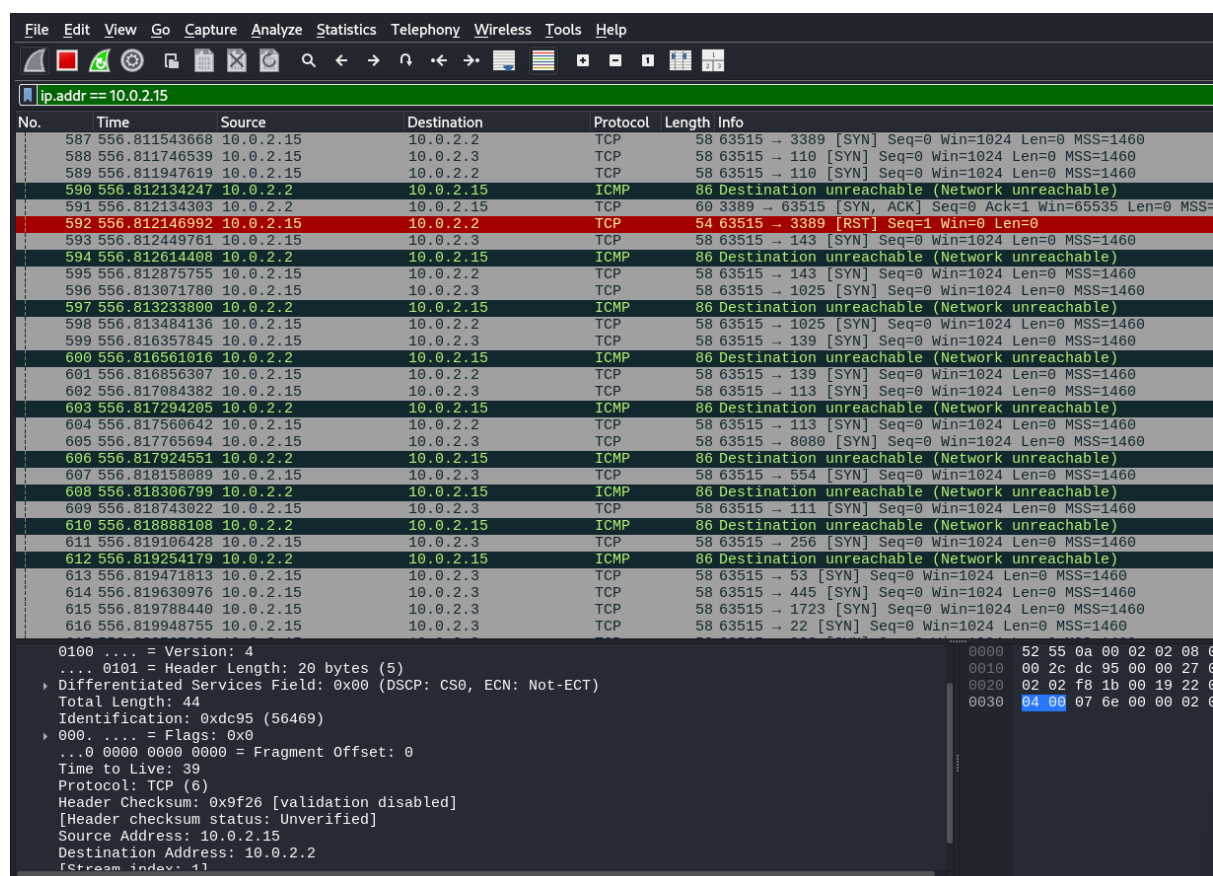 File Edit View Go Capture Analyze Statistics Telephony Wireless Tools Help
ip.addr == 10.0.2.15
No. Time Source Destination Protocol Length Info
587 556.811543668 10.0.2.15 10.0.2.2 TCP 58 63515 → 3389 [SYN] Seq=0 Win=1024 Len=0 MSS=1460
588 556.811746539 10.0.2.15 10.0.2.3 TCP 58 63515 → 110 [SYN] Seq=0 Win=1024 Len=0 MSS=1460
589 556.811947619 10.0.2.15 10.0.2.2 TCP 58 63515 → 110 [SYN] Seq=0 Win=1024 Len=0 MSS=1460
590 556.812134247 10.0.2.2 10.0.2.15 ICMP 86 Destination unreachable (Network unreachable)
591 556.812134303 10.0.2.2 10.0.2.15 TCP 60 3389 → 63515 [SYN, ACK] Seq=0 Ack=1 Win=65535 Len=0 MSS=
592 556.812146992 10.0.2.15 10.0.2.2 TCP 54 63515 → 3389 [RST] Seq=1 Win=0 Len=0
593 556.812449761 10.0.2.15 10.0.2.3 TCP 58 63515 → 143 [SYN] Seq=0 Win=1024 Len=0 MSS=1460
594 556.812614408 10.0.2.2 10.0.2.15 ICMP 86 Destination unreachable (Network unreachable)
595 556.812875755 10.0.2.15 10.0.2.2 TCP 58 63515 → 143 [SYN] Seq=0 Win=1024 Len=0 MSS=1460
596 556.813071780 10.0.2.15 10.0.2.3 TCP 58 63515 → 1025 [SYN] Seq=0 Win=1024 Len=0 MSS=1460
597 556.813233800 10.0.2.2 10.0.2.15 ICMP 86 Destination unreachable (Network unreachable)
598 556.813484136 10.0.2.15 10.0.2.2 TCP 58 63515 → 1025 [SYN] Seq=0 Win=1024 Len=0 MSS=1460
599 556.816357845 10.0.2.15 10.0.2.3 TCP 58 63515 → 139 [SYN] Seq=0 Win=1024 Len=0 MSS=1460
600 556.816561016 10.0.2.2 10.0.2.15 ICMP 86 Destination unreachable (Network unreachable)
601 556.816856307 10.0.2.15 10.0.2.2 TCP 58 63515 → 139 [SYN] Seq=0 Win=1024 Len=0 MSS=1460
602 556.817084382 10.0.2.15 10.0.2.3 TCP 58 63515 → 113 [SYN] Seq=0 Win=1024 Len=0 MSS=1460
603 556.817294205 10.0.2.2 10.0.2.15 ICMP 86 Destination unreachable (Network unreachable)
604 556.817560642 10.0.2.15 10.0.2.2 TCP 58 63515 → 113 [SYN] Seq=0 Win=1024 Len=0 MSS=1460
605 556.817765694 10.0.2.15 10.0.2.3 TCP 58 63515 → 8080 [SYN] Seq=0 Win=1024 Len=0 MSS=1460
606 556.817924551 10.0.2.2 10.0.2.15 ICMP 86 Destination unreachable (Network unreachable)
607 556.818158089 10.0.2.15 10.0.2.3 TCP 58 63515 → 554 [SYN] Seq=0 Win=1024 Len=0 MSS=1460
608 556.818306799 10.0.2.2 10.0.2.15 ICMP 86 Destination unreachable (Network unreachable)
609 556.818743022 10.0.2.15 10.0.2.3 TCP 58 63515 → 111 [SYN] Seq=0 Win=1024 Len=0 MSS=1460
610 556.818888108 10.0.2.2 10.0.2.15 ICMP 86 Destination unreachable (Network unreachable)
611 556.819106428 10.0.2.15 10.0.2.3 TCP 58 63515 → 256 [SYN] Seq=0 Win=1024 Len=0 MSS=1460
612 556.819254179 10.0.2.2 10.0.2.15 ICMP 86 Destination unreachable (Network unreachable)
613 556.819471813 10.0.2.15 10.0.2.3 TCP 58 63515 → 53 [SYN] Seq=0 Win=1024 Len=0 MSS=1460
614 556.819630976 10.0.2.15 10.0.2.3 TCP 58 63515 → 445 [SYN] Seq=0 Win=1024 Len=0 MSS=1460
615 556.819788440 10.0.2.15 10.0.2.3 TCP 58 63515 → 1723 [SYN] Seq=0 Win=1024 Len=0 MSS=1460
616 556.819948755 10.0.2.15 10.0.2.3 TCP 58 63515 → 22 [SYN] Seq=0 Win=1024 Len=0 MSS=1460
0100 .... = Version: 4
.... 0101 = Header Length: 20 bytes (5)
Differentiated Services Field: 0x00 (DSCP: CS0, ECN: Not-ECT)
Total Length: 44
Identification: 0xdc95 (56469)
000. .... = Flags: 0x0
...0 0000 0000 0000 = Fragment Offset: 0
Time to Live: 39
Protocol: TCP (6)
Header Checksum: 0x9f26 [validation disabled]
[Header checksum status: Unverified]
Source Address: 10.0.2.15
Destination Address: 10.0.2.2
[Stream index: 1]
0000 52 55 0a 00 02 02 08
0010 00 2c dc 95 00 00 27
0020 02 02 f8 1b 00 19 22
0030 04 00 07 6e 00 00 02